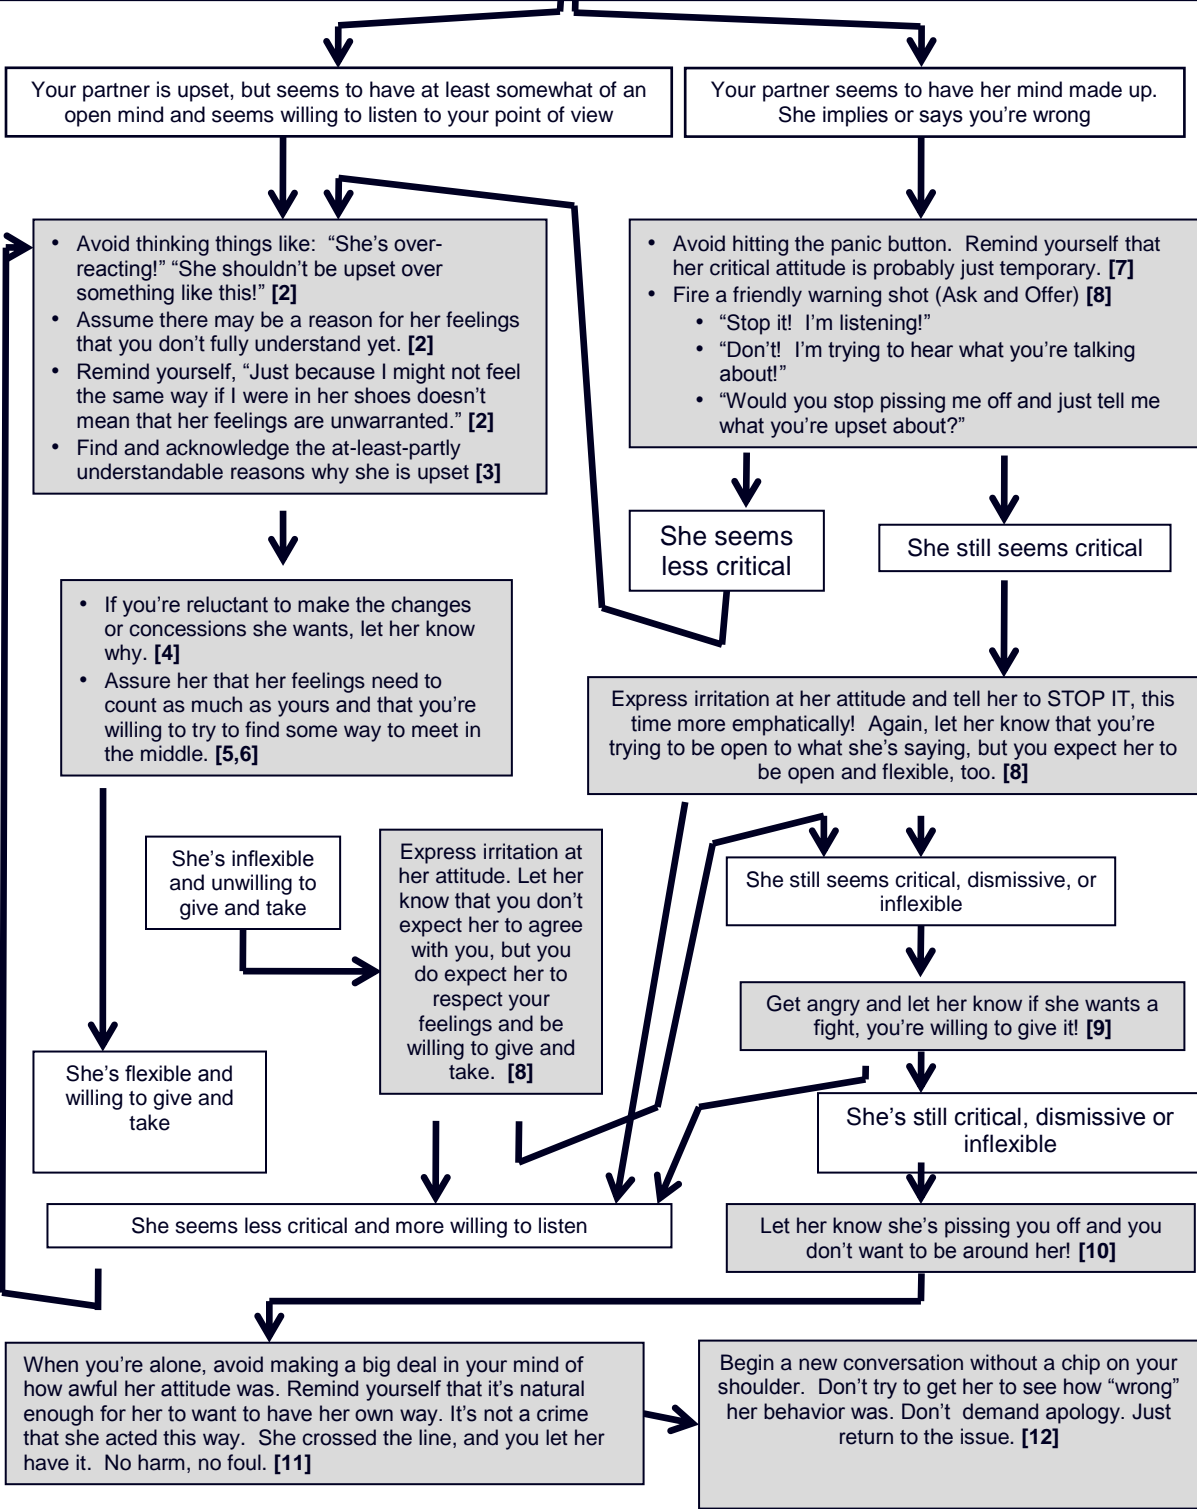 Your partner is upset, but seems to have at least somewhat of an
open mind and seems willing to listen to your point of view
Your partner seems to have her mind made up.
She implies or says you’re wrong
• Avoid thinking things like: “She’s over-
reacting!” “She shouldn’t be upset over
something like this!” [2]
• Assume there may be a reason for her feelings
that you don’t fully understand yet. [2]
• Remind yourself, “Just because I might not feel
the same way if I were in her shoes doesn’t
mean that her feelings are unwarranted.” [2]
• Find and acknowledge the at-least-partly
understandable reasons why she is upset [3]
• Avoid hitting the panic button. Remind yourself that
her critical attitude is probably just temporary. [7]
• Fire a friendly warning shot (Ask and Offer) [8]
• “Stop it! I’m listening!”
• “Don’t! I’m trying to hear what you’re talking
about!”
• “Would you stop pissing me off and just tell me
what you’re upset about?”
She seems
less critical
She still seems critical
• If you’re reluctant to make the changes
or concessions she wants, let her know
why. [4]
• Assure her that her feelings need to
count as much as yours and that you’re
willing to try to find some way to meet in
the middle. [5,6]
Express irritation at her attitude and tell her to STOP IT, this
time more emphatically! Again, let her know that you’re
trying to be open to what she’s saying, but you expect her to
be open and flexible, too. [8]
She’s inflexible
and unwilling to
give and take
Express irritation at
her attitude. Let her
know that you don’t
expect her to agree
with you, but you
do expect her to
respect your
feelings and be
willing to give and
take. [8]
She still seems critical, dismissive, or
inflexible
Get angry and let her know if she wants a
fight, you’re willing to give it! [9]
She’s flexible and
willing to give and
take
She’s still critical, dismissive or
inflexible
She seems less critical and more willing to listen
Let her know she’s pissing you off and you
don’t want to be around her! [10]
When you’re alone, avoid making a big deal in your mind of
how awful her attitude was. Remind yourself that it’s natural
enough for her to want to have her own way. It’s not a crime
that she acted this way. She crossed the line, and you let her
have it. No harm, no foul. [11]
Begin a new conversation without a chip on your
shoulder. Don’t try to get her to see how “wrong”
her behavior was. Don’t demand apology. Just
return to the issue. [12]